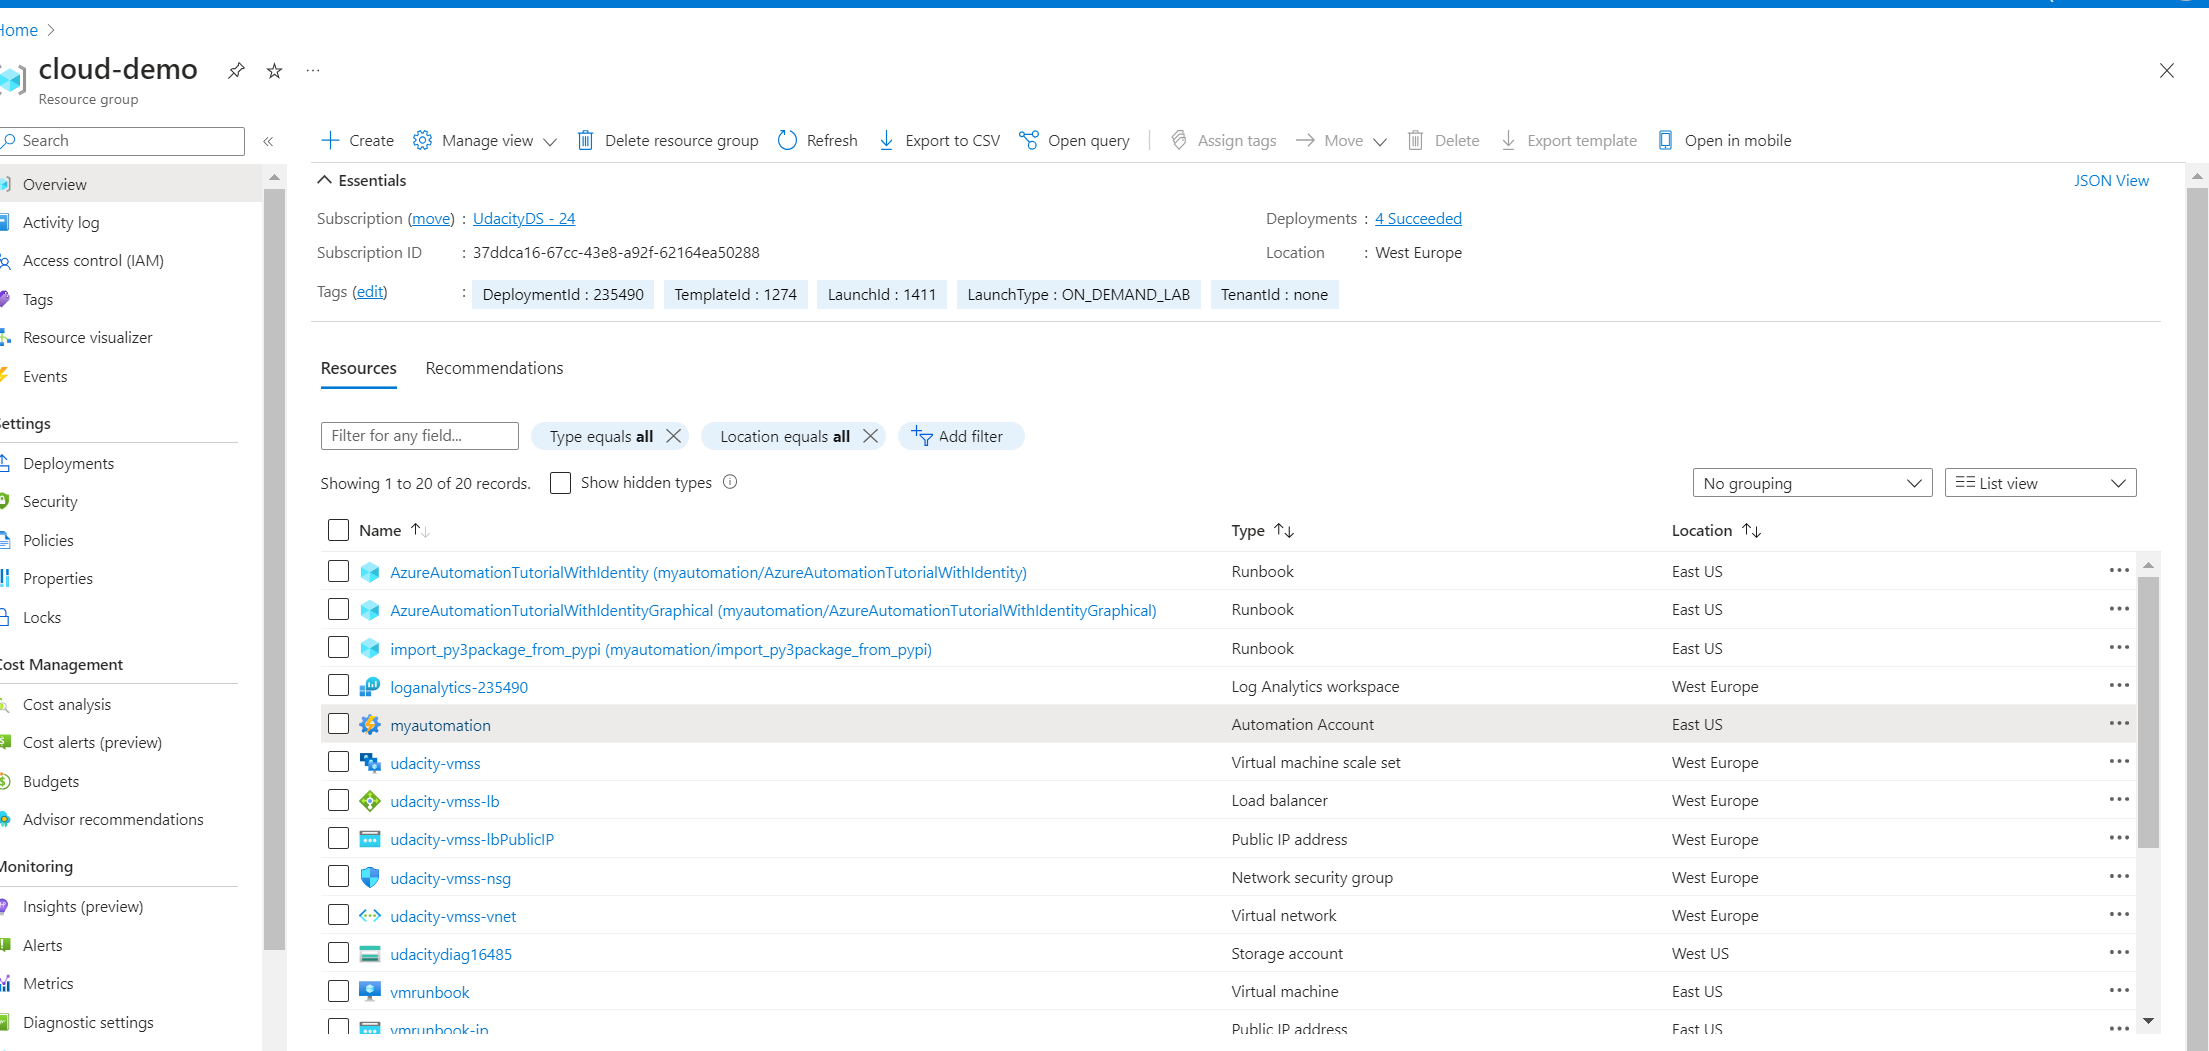 Home
cloud-demo
Resource group
Search
Create Manage view Delete resource group Refresh Export to CSV Open query Assign tags Move Delete Export template Open in mobile
Overview
Activity log
Access control (IAM)
Tags
Resource visualizer
Events
Settings
Deployments
Security
Policies
Properties
Locks
Cost Management
Cost analysis
Cost alerts (preview)
Budgets
Advisor recommendations
Monitoring
Insights (preview)
Alerts
Metrics
Diagnostic settings
Essentials JSON View
Subscription (move) : UdacityDS - 24 Deployments : 4 Succeeded
Subscription ID : 37ddca16-67cc-43e8-a92f-62164ea50288 Location : West Europe
Tags (edit) : DeploymentId : 235490 TemplateId : 1274 LaunchId : 1411 LaunchType : ON_DEMAND_LAB TenantId : none
Resources Recommendations
Filter for any field... Type equals all Location equals all Add filter
Showing 1 to 20 of 20 records. Show hidden types No grouping List view
Name Type Location
AzureAutomationTutorialWithIdentity (myautomation/AzureAutomationTutorialWithIdentity) Runbook East US
AzureAutomationTutorialWithIdentityGraphical (myautomation/AzureAutomationTutorialWithIdentityGraphical) Runbook East US
import_py3package_from_pypi (myautomation/import_py3package_from_pypi) Runbook East US
loganalytics-235490 Log Analytics workspace West Europe
myautomation Automation Account East US
udacity-vmss Virtual machine scale set West Europe
udacity-vmss-lb Load balancer West Europe
udacity-vmss-lbPublicIP Public IP address West Europe
udacity-vmss-nsg Network security group West Europe
udacity-vmss-vnet Virtual network West Europe
udacitydiag16485 Storage account West US
vmrunbook Virtual machine East US
vmrunbook-ip Public IP address East US